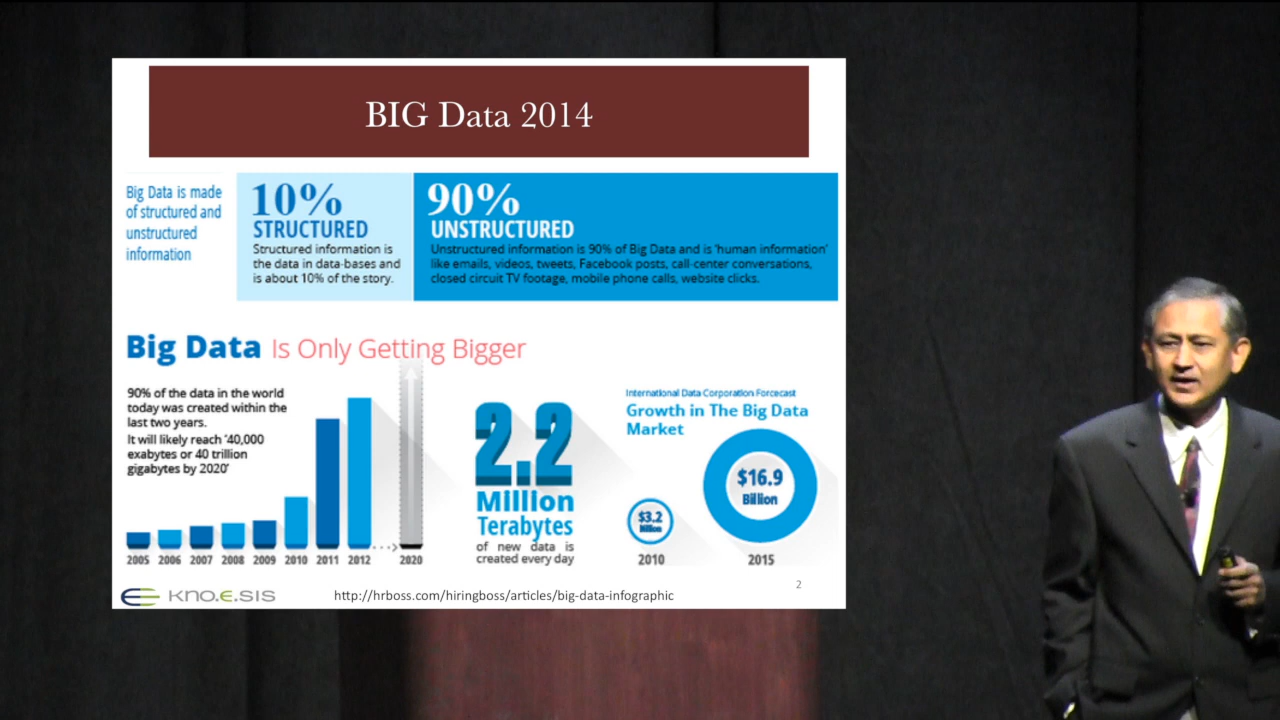 BIG Data 2014
Big Data is made
of structured and
unstructured
information
10%
STRUCTURED
Structured information is
the data in data-bases and
is about 10% of the story.
90%
UNSTRUCTURED
Unstructured information is 90% of Big Data and is 'human information'
like emails, videos, tweets, Facebook posts, call-center conversations,
closed circuit TV footage, mobile phone calls, website clicks.
Big Data Is Only Getting Bigger
90% of the data in the world
today was created within the
last two years.
It will likely reach '40,000
exabytes or 40 trillion
gigabytes by 2020'
2005 2006 2007 2008 2009 2010 2011 2012 2020
2.2
Million
Terabytes
of new data is
created every day
International Data Corporation Forecast
Growth in The Big Data
Market
$3.2
2010
$16.9
Billion
2015
kno.e.sis
http://hrboss.com/hiringboss/articles/big-data-infographic
2